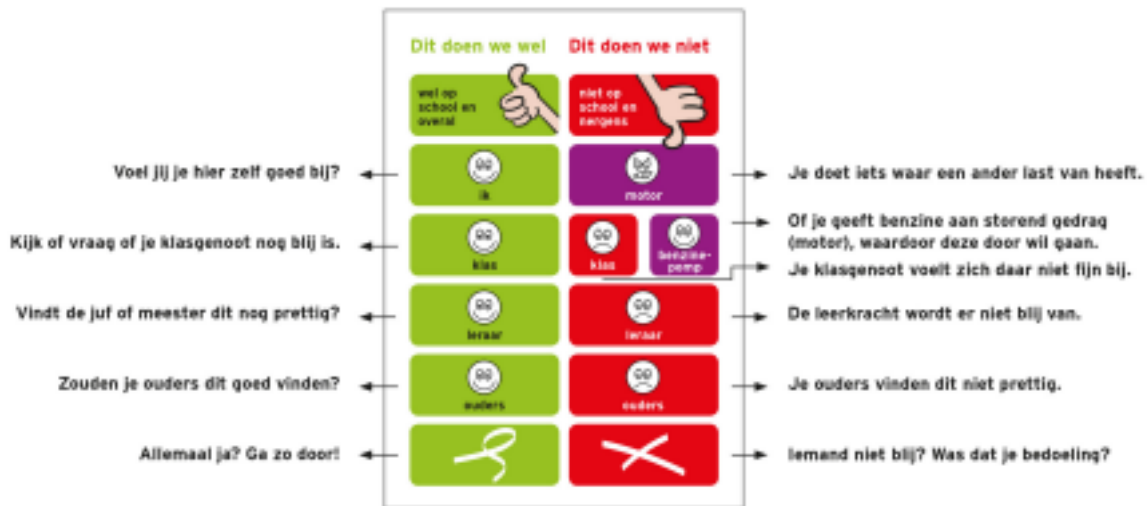 Dit doen we wel
Dit doen we niet
wel op
school en
overal
niet op
school en
nergens
Voel jij je hier zelf goed bij?
ik
motor
Je doet iets waar een ander last van heeft.
Kijk of vraag of je klasgenoot nog blij is.
klas
klas
benzine-
pomp
Of je geeft benzine aan storend gedrag
(motor), waardoor deze door wil gaan.
Je klasgenoot voelt zich daar niet fijn bij.
Vindt de juf of meester dit nog prettig?
leraar
leraar
De leerkracht wordt er niet blij van.
Zouden je ouders dit goed vinden?
ouders
ouders
Je ouders vinden dit niet prettig.
Allemaal ja? Ga zo door!
Iemand niet blij? Was dat je bedoeling?